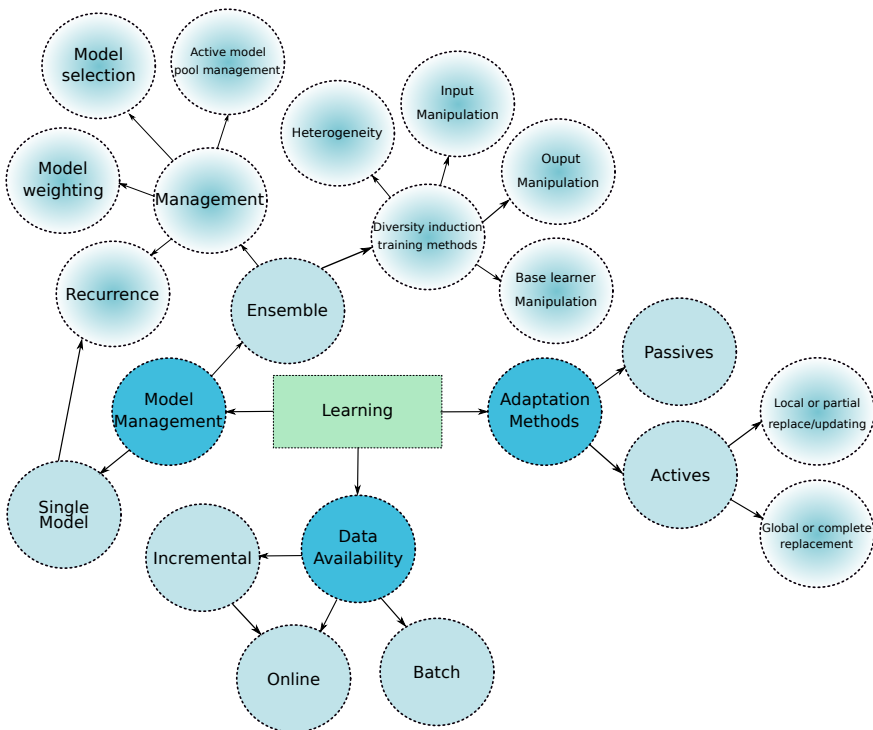 Model
selection
Active model
pool management
Input
Manipulation
Heterogeneity
Ouput
Manipulation
Model
weighting
Management
Diversity induction
training methods
Recurrence
Base learner
Manipulation
Ensemble
Passives
Model
Management
Learning
Adaptation
Methods
Local or partial
replace/updating
Actives
Single
Model
Global or complete
replacement
Data
Availability
Incremental
Online
Batch